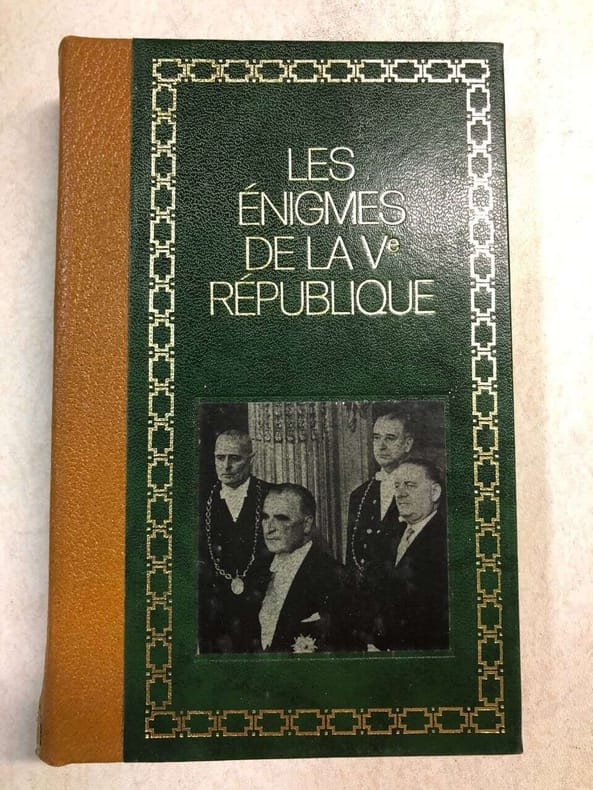 LES
ÉNIGMES
DE LA Vᵉ
RÉPUBLIQUE